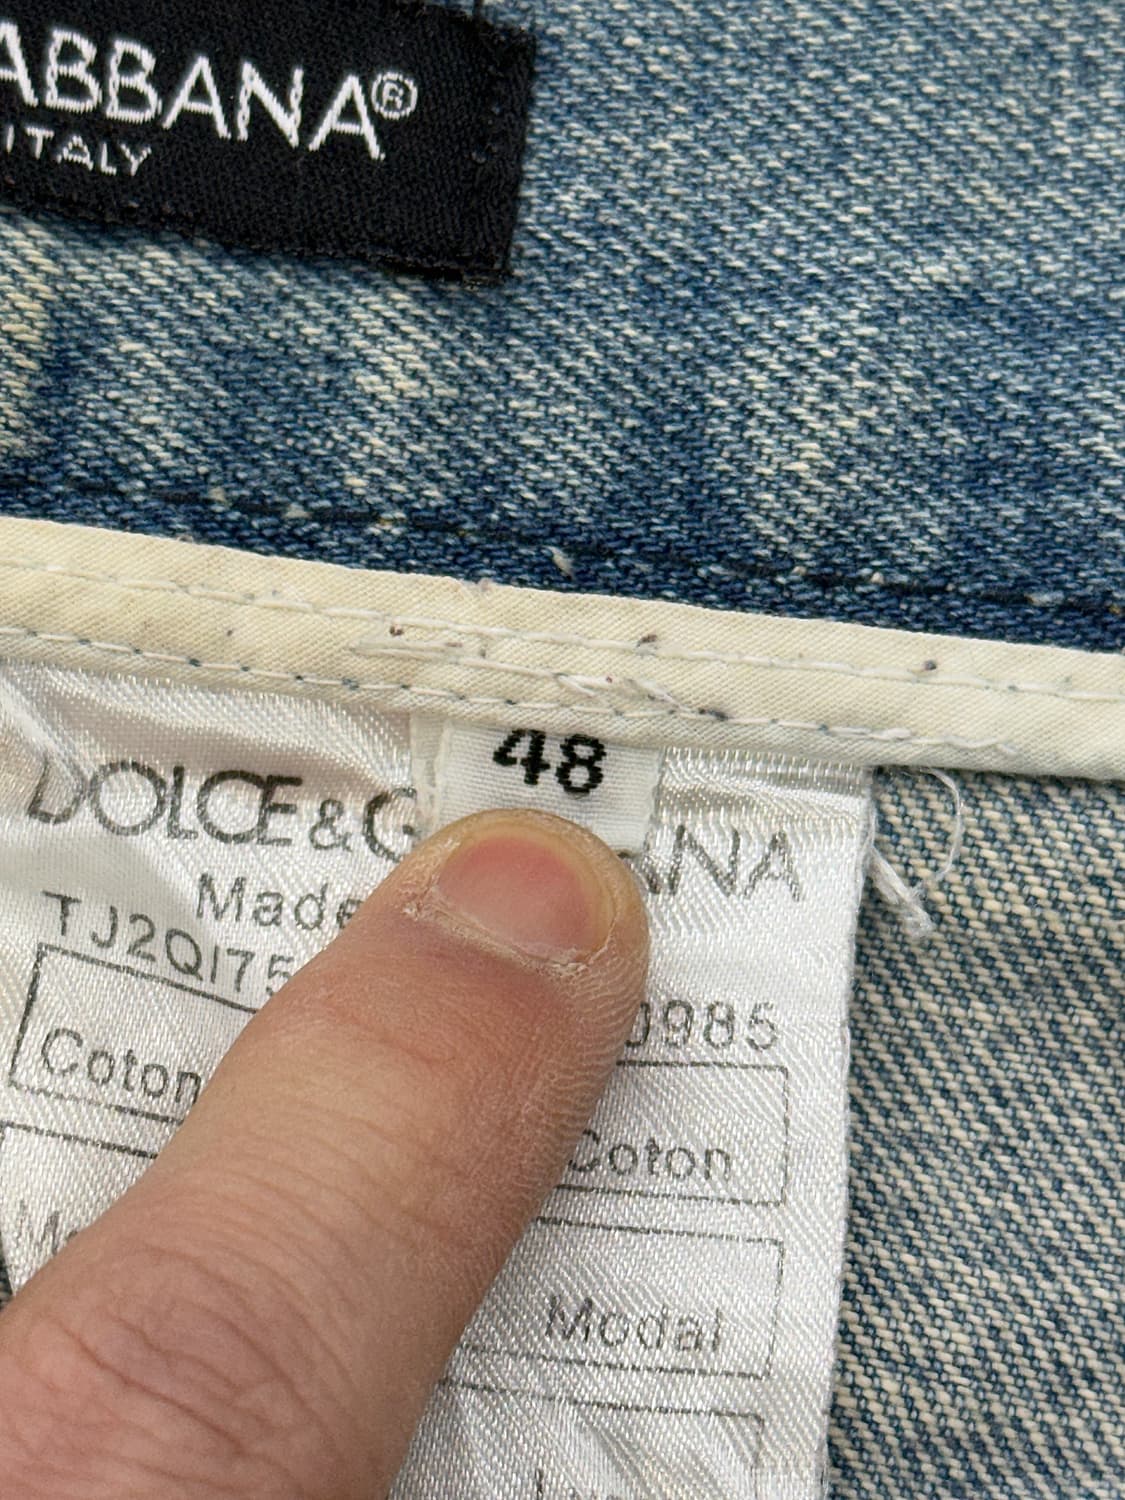 ABBANA®
ITALY
48
DOLCE&G ANA
Made
TJ2QI75 0985
Coton Coton
Modal